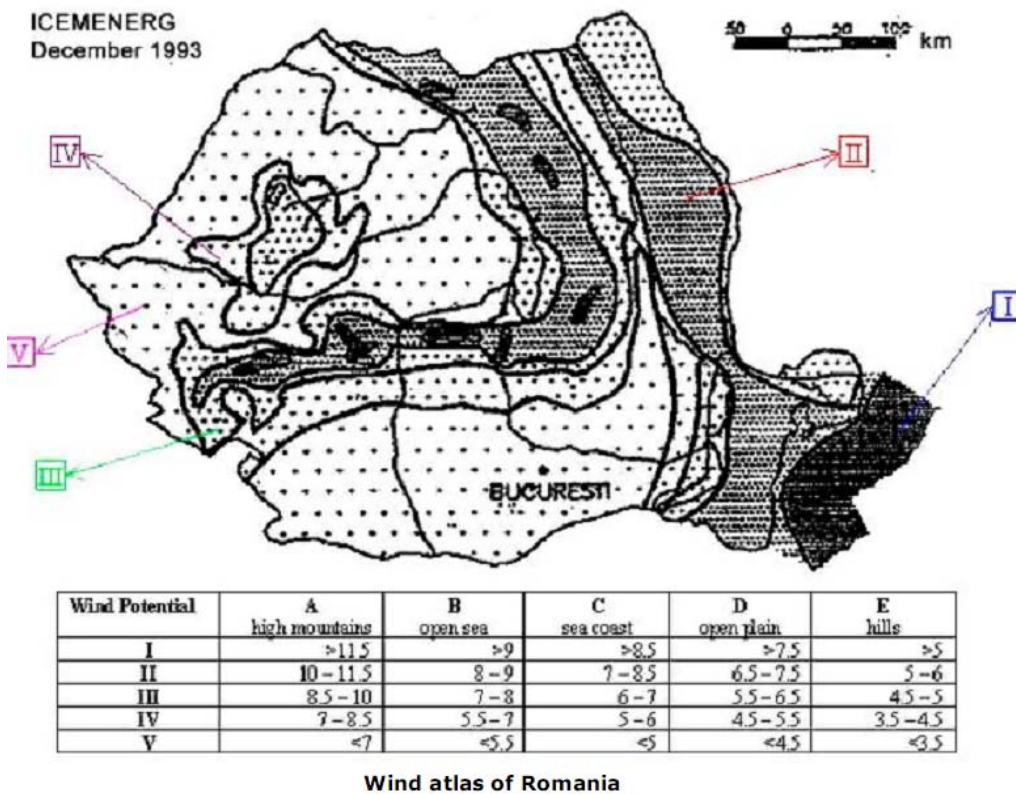 ICEMENERG
December 1993
50 0 50 100 km
IV
II
I
V
III
BUCURESTI
Wind Potential A B C D E
high mountains open sea sea coast open plain hills
I >11.5 >9 >8.5 >7.5 >5
II 10 – 11.5 8 – 9 7 – 8.5 6.5 – 7.5 5 – 6
III 8.5 – 10 7 – 8 6 – 7 5.5 – 6.5 4.5 – 5
IV 7 – 8.5 5.5 – 7 5 – 6 4.5 – 5.5 3.5 – 4.5
V <7 <5.5 <5 <4.5 <3.5
Wind atlas of Romania